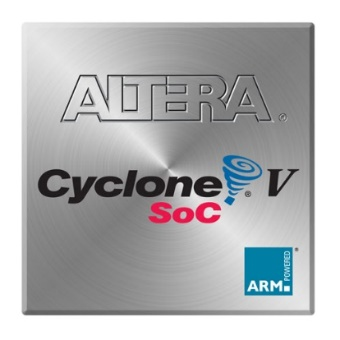 ALTERA®
Cyclone® V
SoC
ARM® POWERED